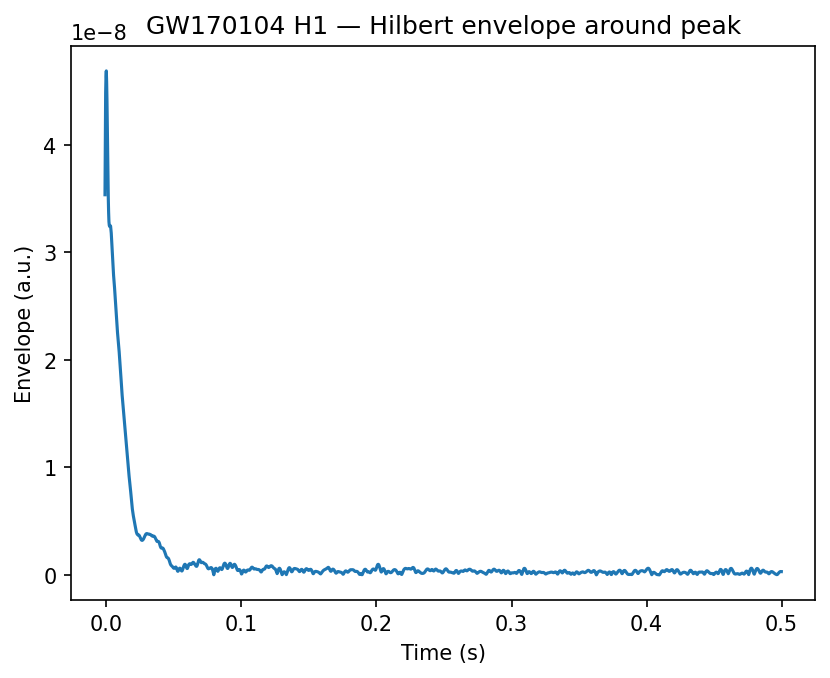 GW170104 H1 — Hilbert envelope around peak
1e−8
4
3
2
1
0
Envelope (a.u.)
0.0 0.1 0.2 0.3 0.4 0.5
Time (s)